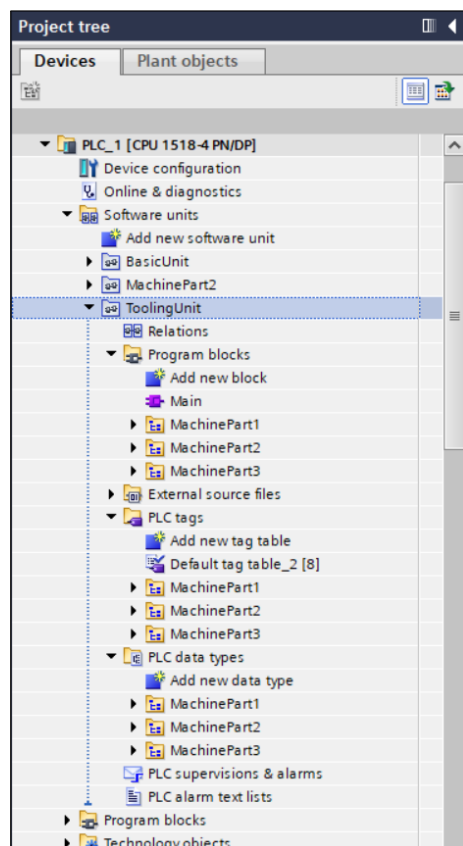 Project tree
Devices
Plant objects
PLC_1 [CPU 1518-4 PN/DP]
Device configuration
Online & diagnostics
Software units
Add new software unit
BasicUnit
MachinePart2
ToolingUnit
Relations
Program blocks
Add new block
Main
MachinePart1
MachinePart2
MachinePart3
External source files
PLC tags
Add new tag table
Default tag table_2 [8]
MachinePart1
MachinePart2
MachinePart3
PLC data types
Add new data type
MachinePart1
MachinePart2
MachinePart3
PLC supervisions & alarms
PLC alarm text lists
Program blocks
Technology objects